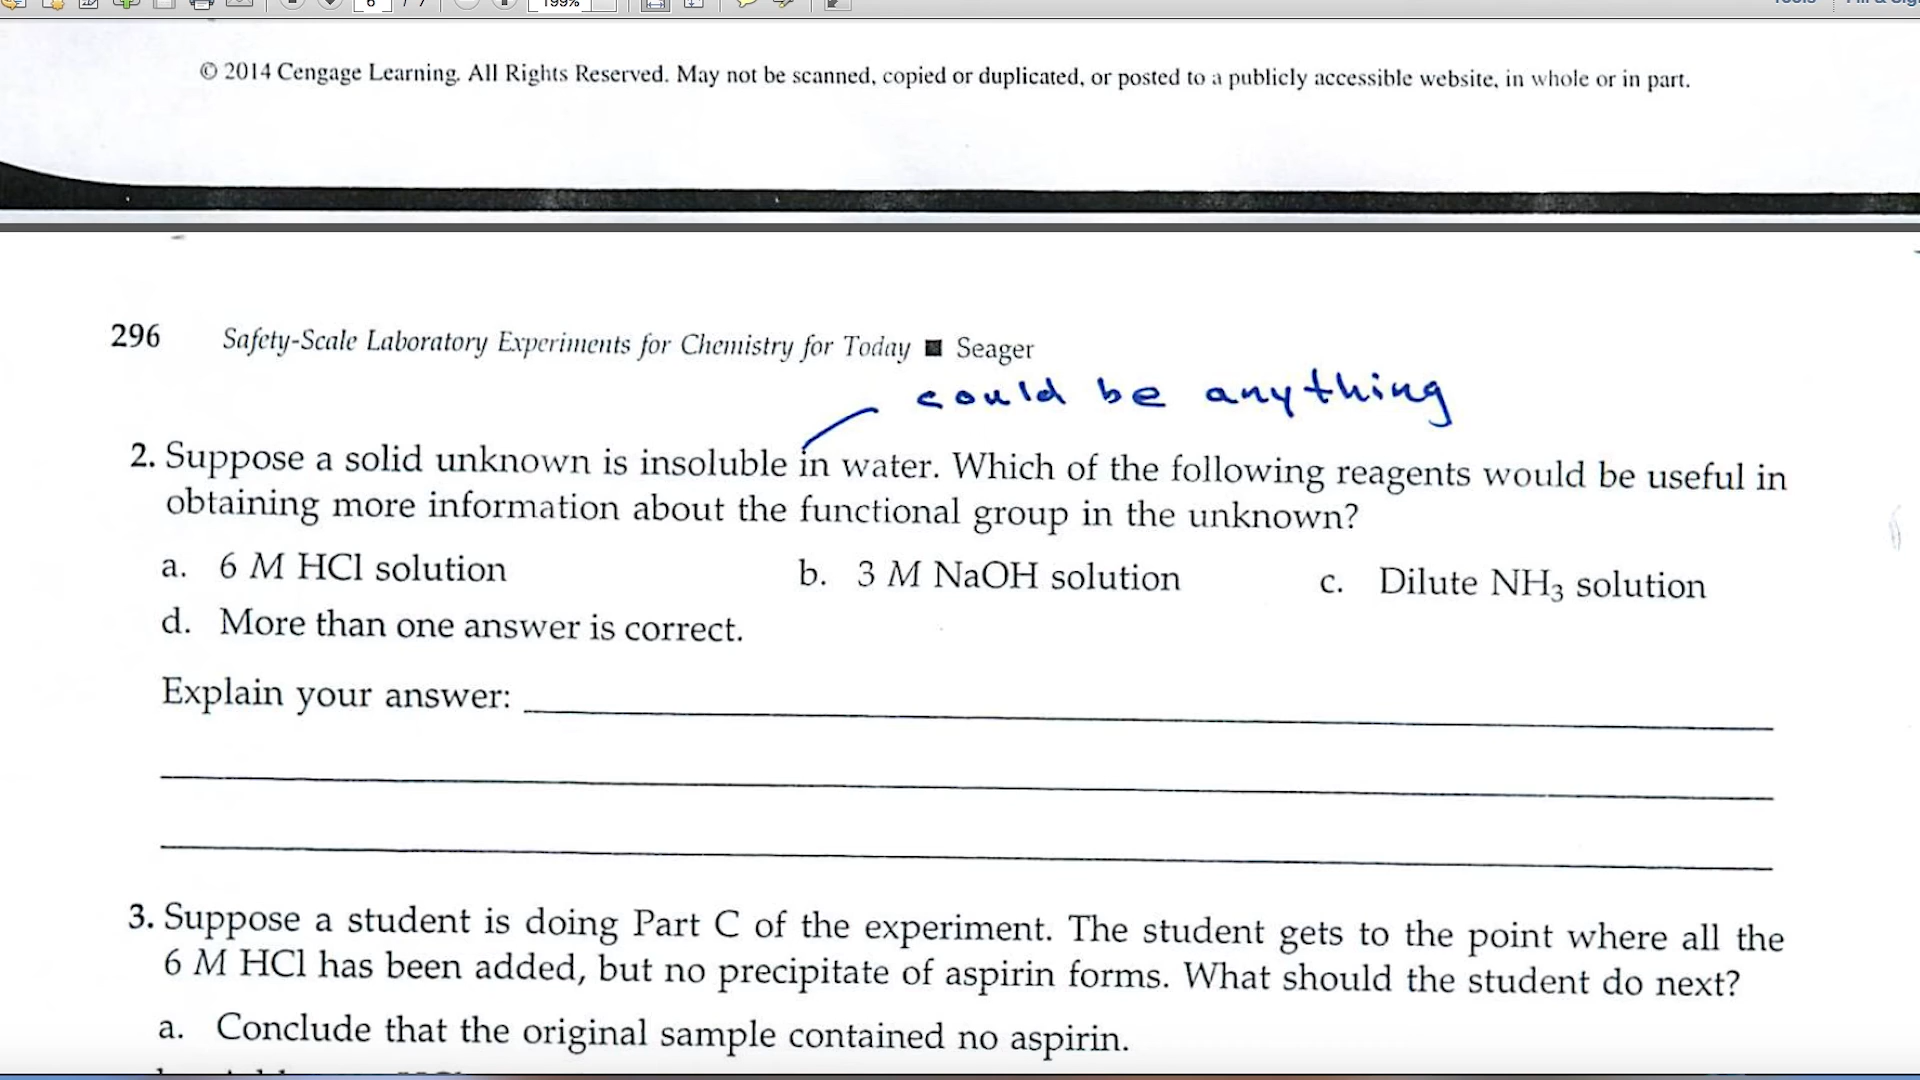 199%
© 2014 Cengage Learning. All Rights Reserved. May not be scanned, copied or duplicated, or posted to a publicly accessible website, in whole or in part.
296 Safety-Scale Laboratory Experiments for Chemistry for Today ■ Seager
could be anything
2. Suppose a solid unknown is insoluble in water. Which of the following reagents would be useful in
obtaining more information about the functional group in the unknown?
a. 6 M HCl solution b. 3 M NaOH solution c. Dilute NH₃ solution
d. More than one answer is correct.
Explain your answer:
3. Suppose a student is doing Part C of the experiment. The student gets to the point where all the
6 M HCl has been added, but no precipitate of aspirin forms. What should the student do next?
a. Conclude that the original sample contained no aspirin.